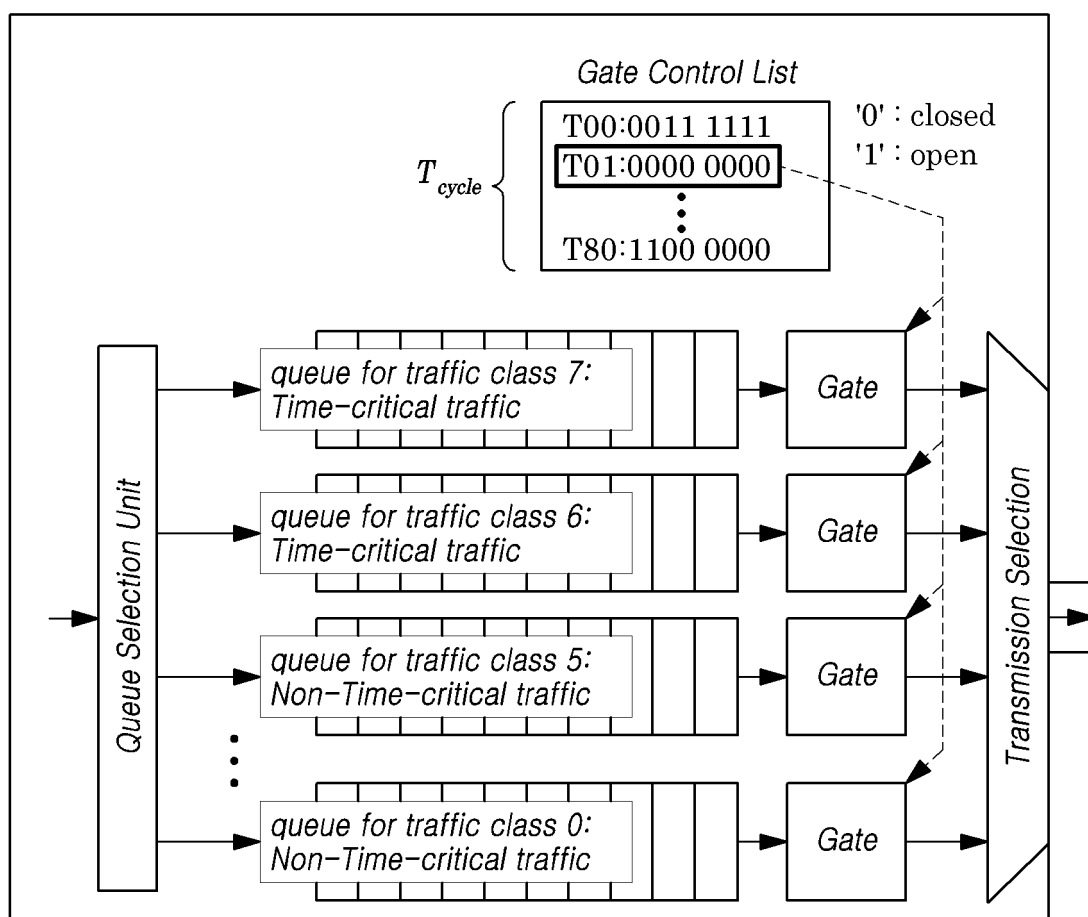 Gate Control List
T00:0011 1111
T01:0000 0000
T80:1100 0000
T cycle
'0' : closed
'1' : open
Queue Selection Unit
queue for traffic class 7:
Time-critical traffic
Gate
queue for traffic class 6:
Time-critical traffic
Gate
queue for traffic class 5:
Non-Time-critical traffic
Gate
queue for traffic class 0:
Non-Time-critical traffic
Gate
Transmission Selection